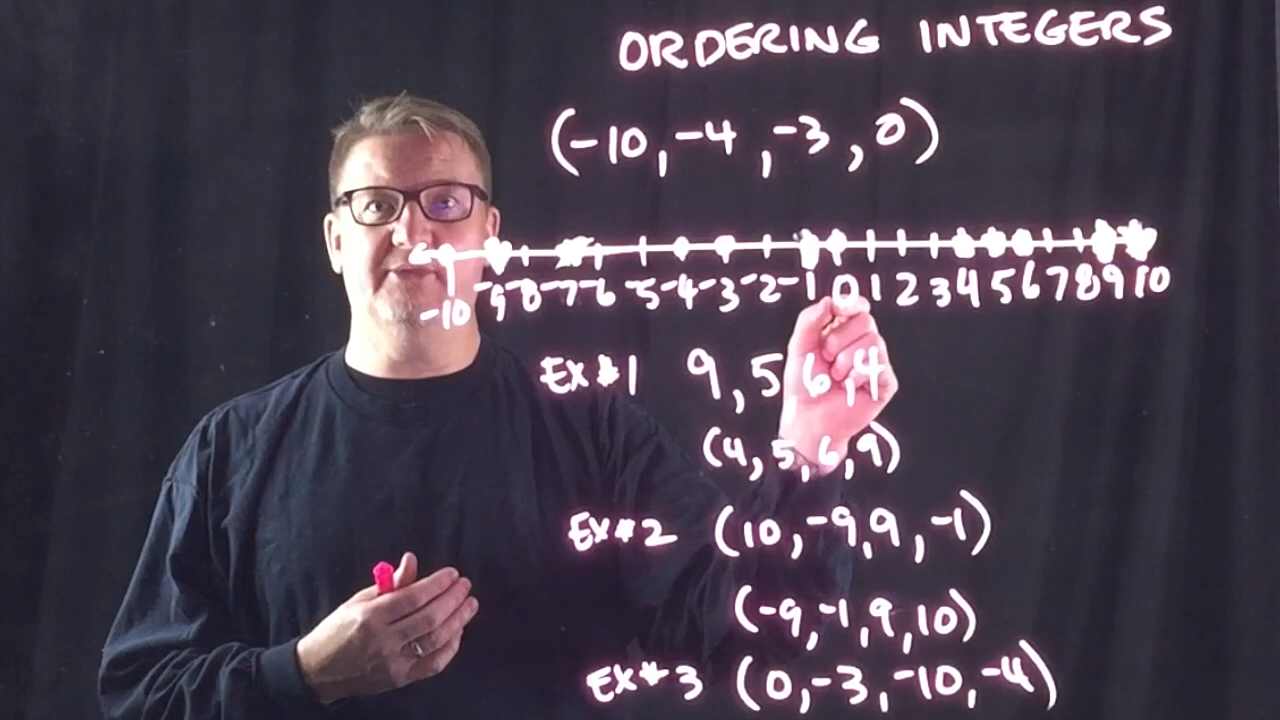 ORDERING INTEGERS
(-10, -4, -3, 0)
-10 -9 -8 -7 -6 -5 -4 -3 -2 -1 0 1 2 3 4 5 6 7 8 9 10
EX#1 9, 5, 6, 4
(4, 5, 6, 9)
EX#2 (10, -9, 9, -1)
(-9, -1, 9, 10)
EX#3 (0, -3, -10, -4)